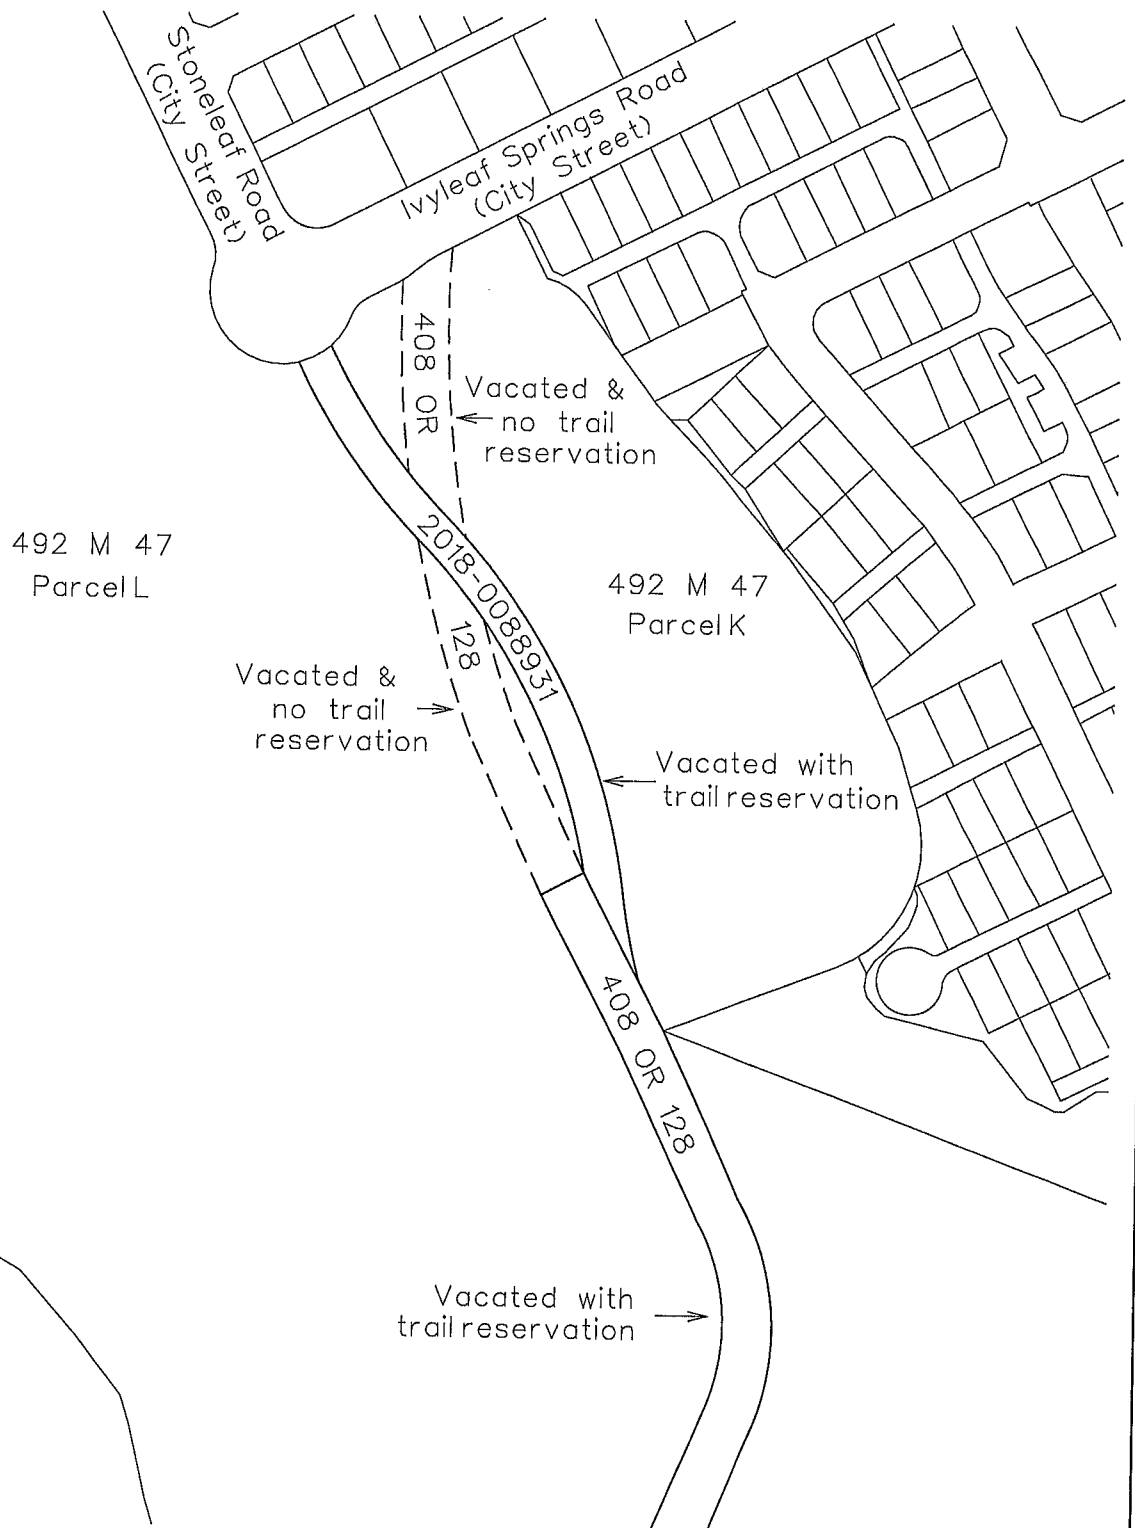 Stoneleaf Road
(City Street)
Ivyleaf Springs Road
(City Street)
408 OR
128
Vacated &
no trail
reservation
2018-0088931
492 M 47
Parcel L
492 M 47
Parcel K
Vacated &
no trail
reservation
Vacated with
trail reservation
408 OR 128
Vacated with
trail reservation